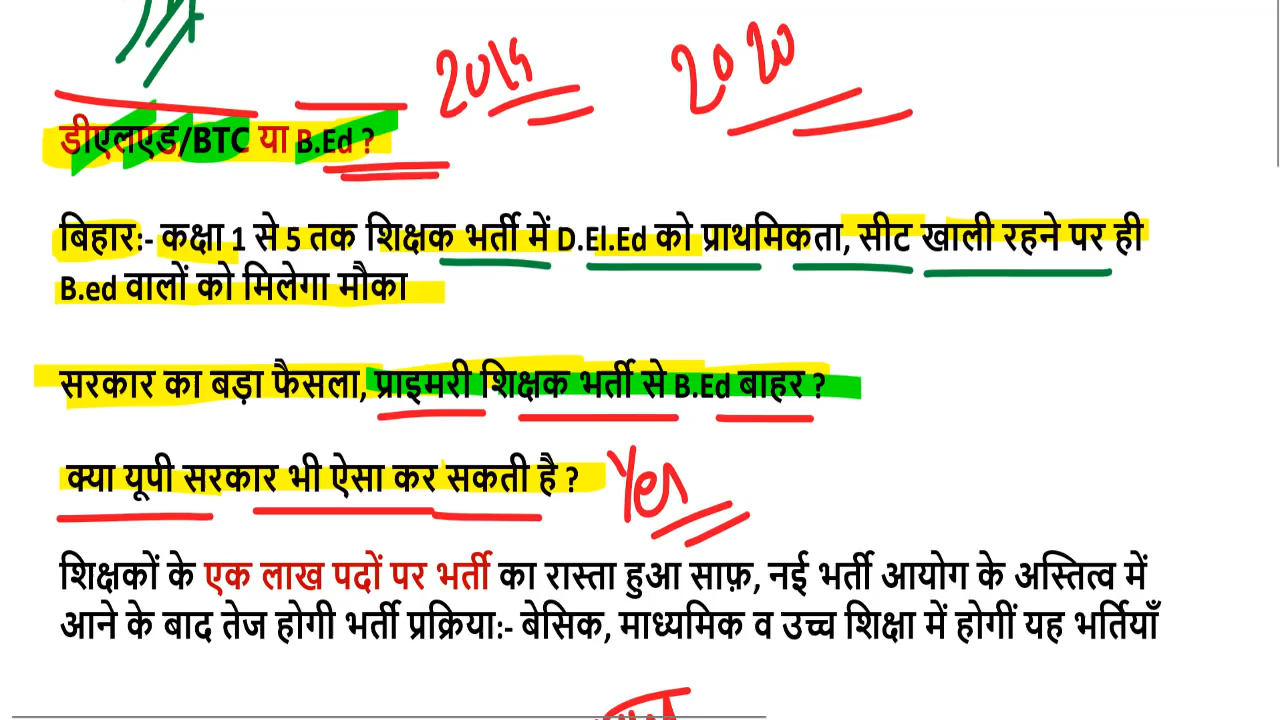 2019 2020
डीएलएड/BTC या B.Ed ?
बिहारः- कक्षा 1 से 5 तक शिक्षक भर्ती में D.El.Ed को प्राथमिकता, सीट खाली रहने पर ही
B.ed वालों को मिलेगा मौका
सरकार का बड़ा फैसला, प्राइमरी शिक्षक भर्ती से B.Ed बाहर ?
क्या यूपी सरकार भी ऐसा कर सकती है ? Yes
शिक्षकों के एक लाख पदों पर भर्ती का रास्ता हुआ साफ़, नई भर्ती आयोग के अस्तित्व में
आने के बाद तेज होगी भर्ती प्रक्रिया:- बेसिक, माध्यमिक व उच्च शिक्षा में होगीं यह भर्तियाँ